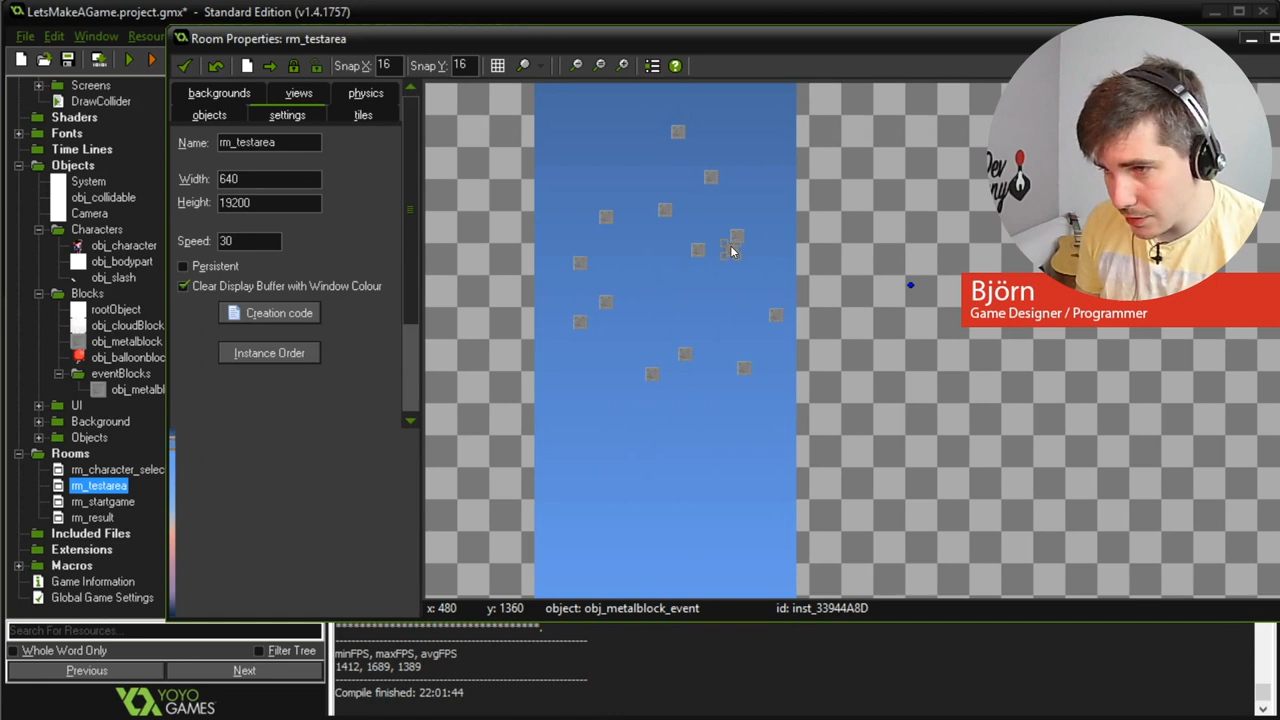 LetsMakeAGame.project.gmx* - Standard Edition (v1.4.1757)
File Edit Window Resour
Room Properties: rm_testarea
Snap X: 16 Snap Y: 16
backgrounds views physics
objects settings tiles
Name: rm_testarea
Width: 640
Height: 19200
Speed: 30
Persistent
Clear Display Buffer with Window Colour
Creation code
Instance Order
Screens
DrawCollider
Shaders
Fonts
Time Lines
Objects
System
obj_collidable
Camera
Characters
obj_character
obj_bodypart
obj_slash
Blocks
rootObject
obj_cloudBlock
obj_metalblock
obj_balloonbloc
eventBlocks
obj_metalbl
UI
Background
Objects
Rooms
rm_character_selec
rm_testarea
rm_startgame
rm_result
Included Files
Extensions
Macros
Game Information
Global Game Settings
Search For Resources...
Whole Word Only Filter Tree
Previous Next
YOYO
GAMES
x: 480 y: 1360 object: obj_metalblock_event id: inst_33944A8D
minFPS, maxFPS, avgFPS
1412, 1689, 1389
Compile finished: 22:01:44
Björn
Game Designer / Programmer